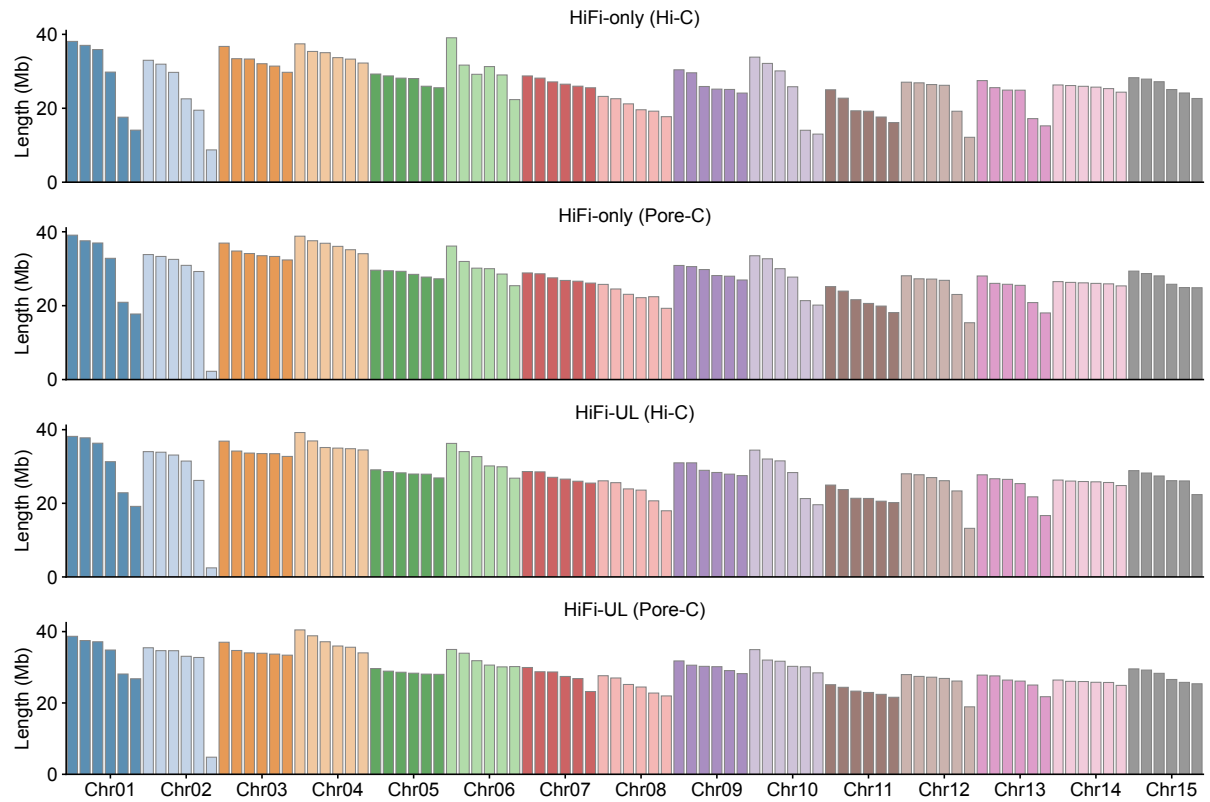 HiFi-only (Hi-C)
Length (Mb)
40
20
0
HiFi-only (Pore-C)
Length (Mb)
40
20
0
HiFi-UL (Hi-C)
Length (Mb)
40
20
0
HiFi-UL (Pore-C)
Length (Mb)
40
20
0
Chr01 Chr02 Chr03 Chr04 Chr05 Chr06 Chr07 Chr08 Chr09 Chr10 Chr11 Chr12 Chr13 Chr14 Chr15